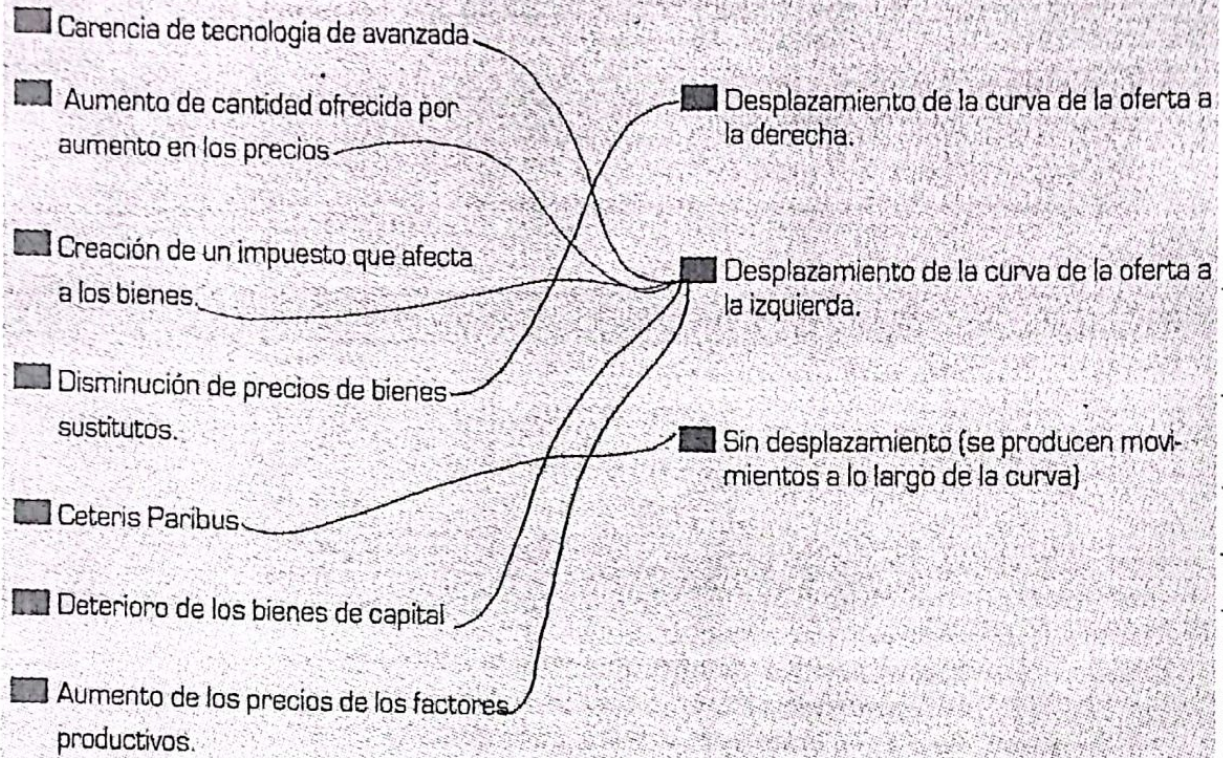 Carencia de tecnología de avanzada
Aumento de cantidad ofrecida por
aumento en los precios
Creación de un impuesto que afecta
a los bienes.
Disminución de precios de bienes
sustitutos.
Ceteris Paribus
Deterioro de los bienes de capital
Aumento de los precios de los factores
productivos.
Desplazamiento de la curva de la oferta a
la derecha.
Desplazamiento de la curva de la oferta a
la izquierda.
Sin desplazamiento (se producen movi-
mientos a lo largo de la curva)